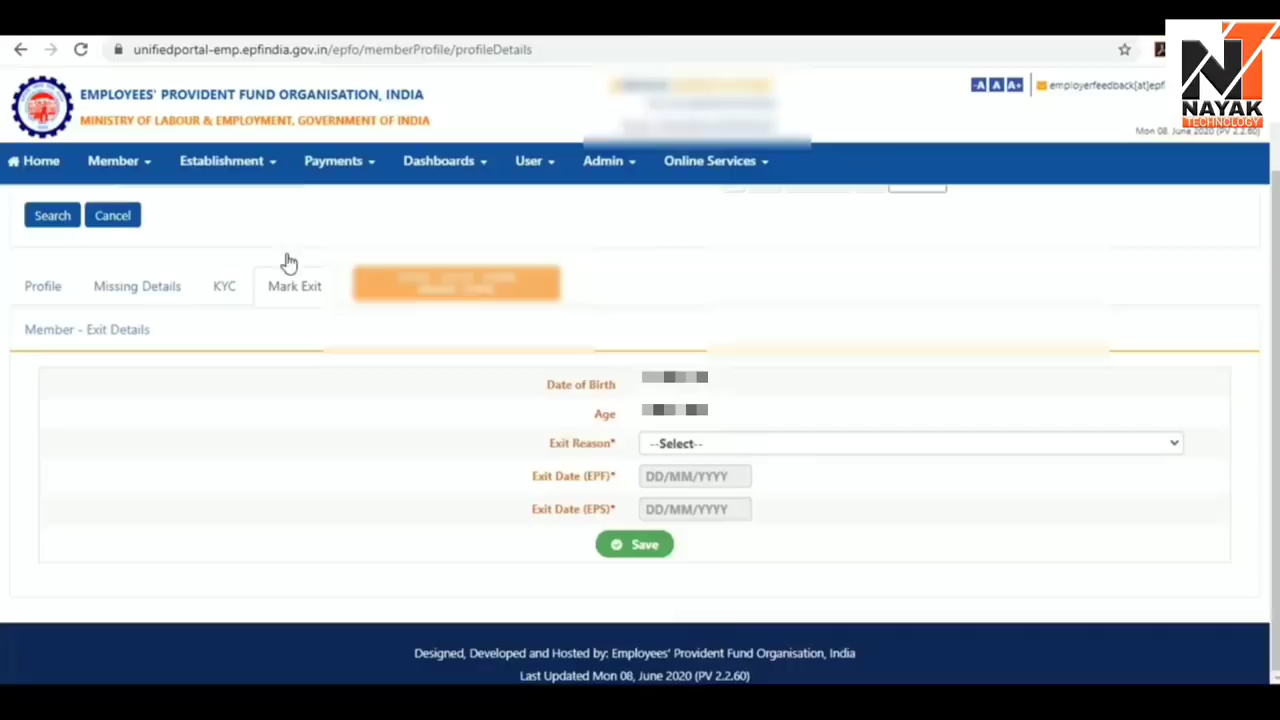 unifiedportal-emp.epfindia.gov.in/epfo/memberProfile/profileDetails
NT
NAYAK
TECHNOLOGY
EMPLOYEES' PROVIDENT FUND ORGANISATION, INDIA
MINISTRY OF LABOUR & EMPLOYMENT, GOVERNMENT OF INDIA
-A A A+ employerfeedback[at]epf
Mon 08, June 2020 (PV 2.2.60)
Home Member Establishment Payments Dashboards User Admin Online Services
Search Cancel
Profile Missing Details KYC Mark Exit
Member - Exit Details
Date of Birth
Age
Exit Reason* --Select--
Exit Date (EPF)* DD/MM/YYYY
Exit Date (EPS)* DD/MM/YYYY
Save
Designed, Developed and Hosted by: Employees' Provident Fund Organisation, India
Last Updated Mon 08, June 2020 (PV 2.2.60)